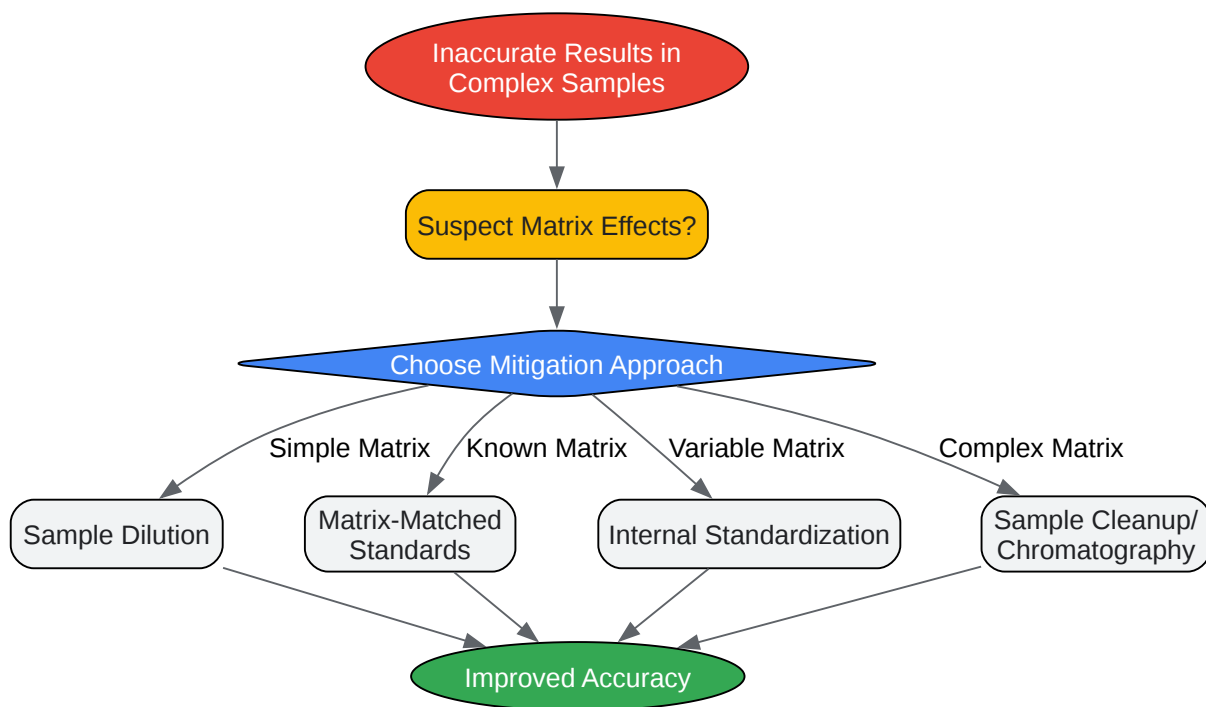 Inaccurate Results in
Complex Samples
Suspect Matrix Effects?
Choose Mitigation Approach
Simple Matrix
Known Matrix
Variable Matrix
Complex Matrix
Sample Dilution
Matrix-Matched
Standards
Internal Standardization
Sample Cleanup/
Chromatography
Improved Accuracy